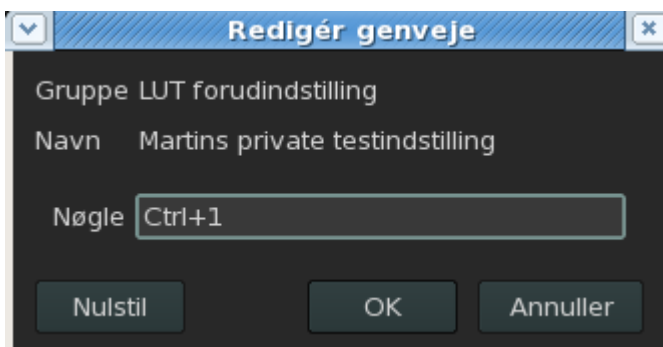 Redigér genveje
Gruppe LUT forudindstilling
Navn Martins private testindstilling
Nøgle Ctrl+1
Nulstil OK Annuller